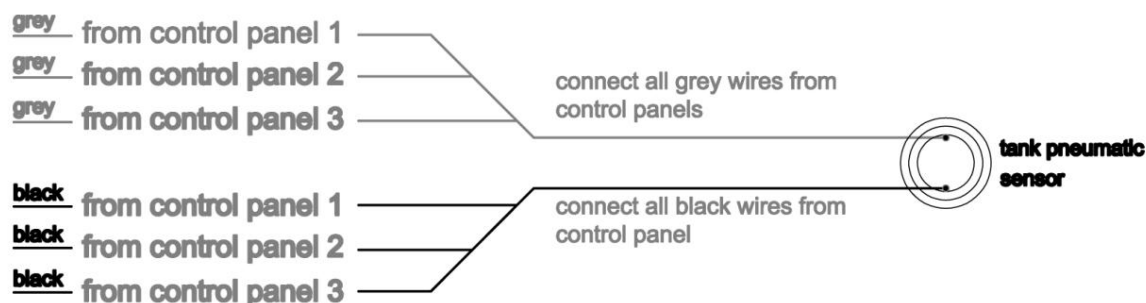 grey from control panel 1
grey from control panel 2
grey from control panel 3
connect all grey wires from
control panels
tank pneumatic
sensor
black from control panel 1
black from control panel 2
black from control panel 3
connect all black wires from
control panel